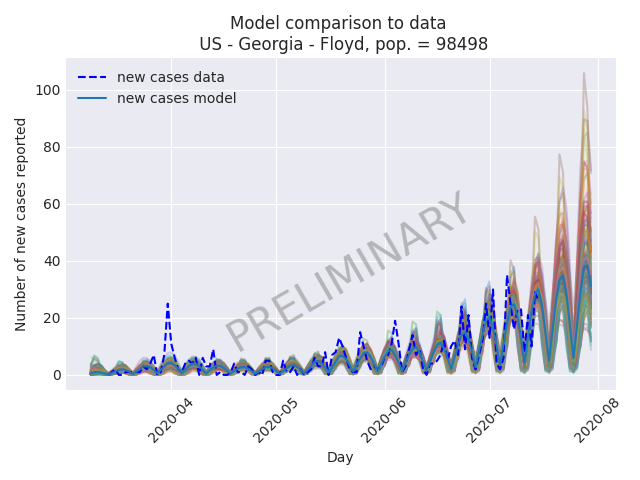 Model comparison to data
US - Georgia - Floyd, pop. = 98498
new cases data
new cases model
Number of new cases reported
100
80
60
40
20
0
PRELIMINARY
2020-04
2020-05
2020-06
2020-07
2020-08
Day